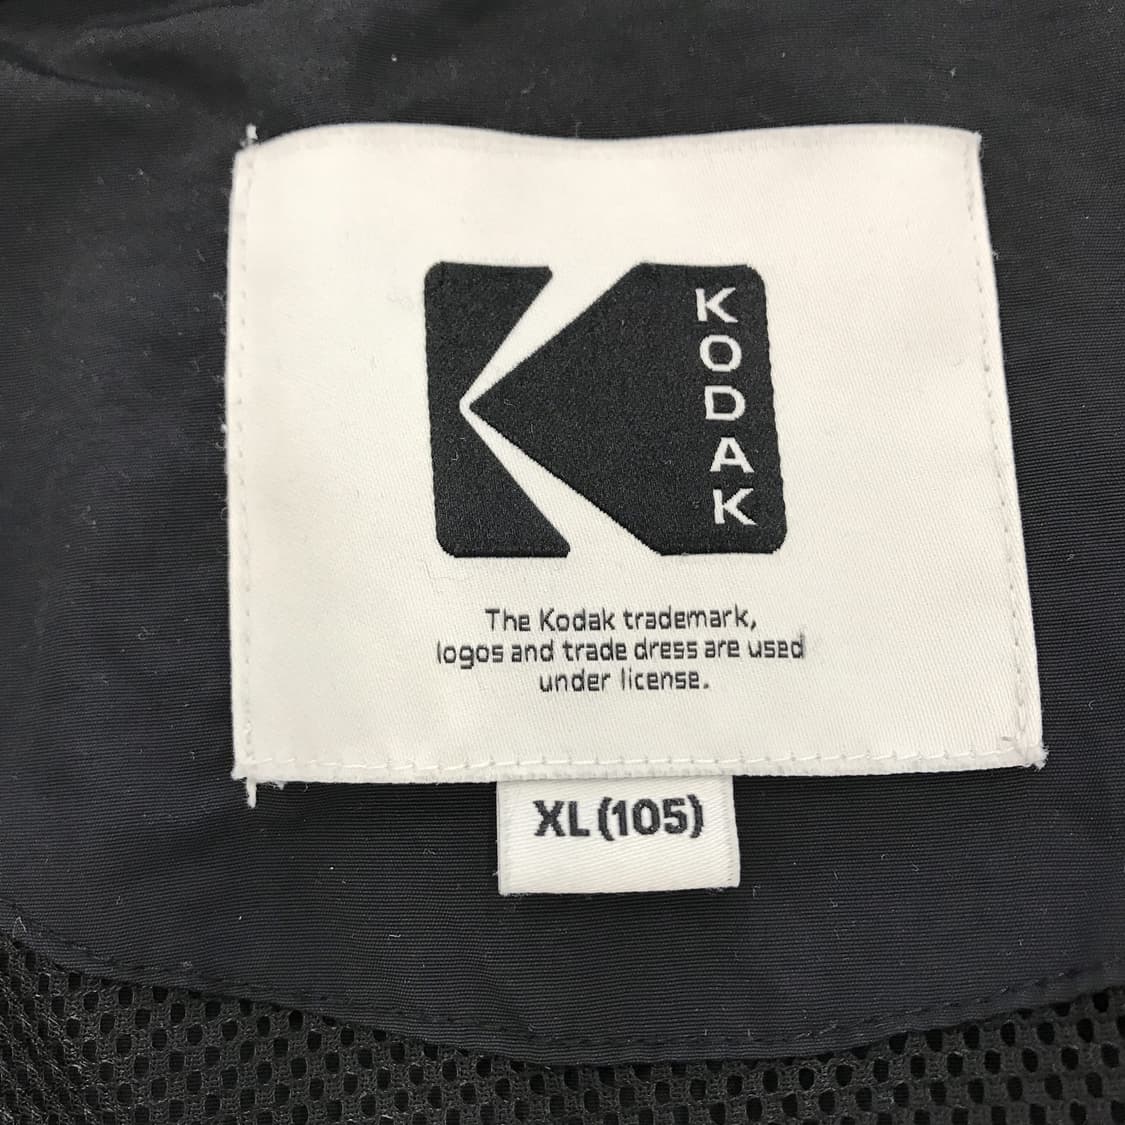 KODAK
The Kodak trademark,
logos and trade dress are used
under license.
XL (105)